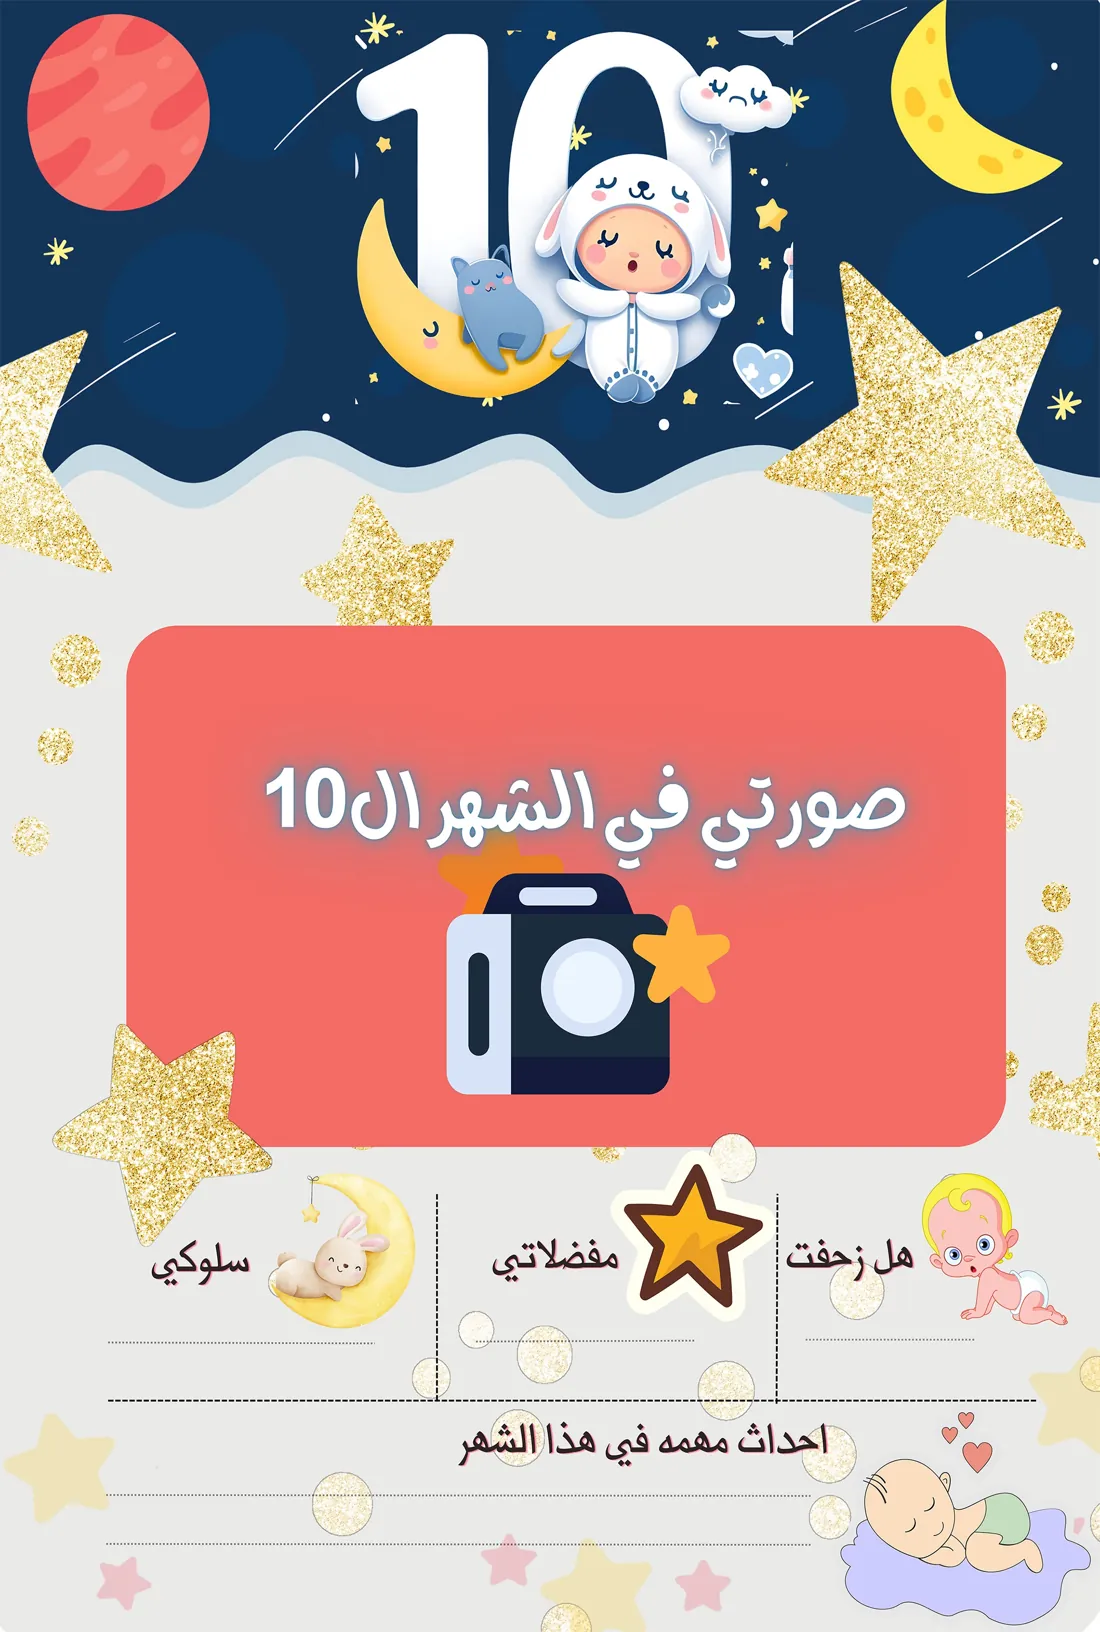 10
صورتي في الشهر ال10
هل زحفت
مفضلاتي
سلوكي
احداث مهمه في هذا الشهر